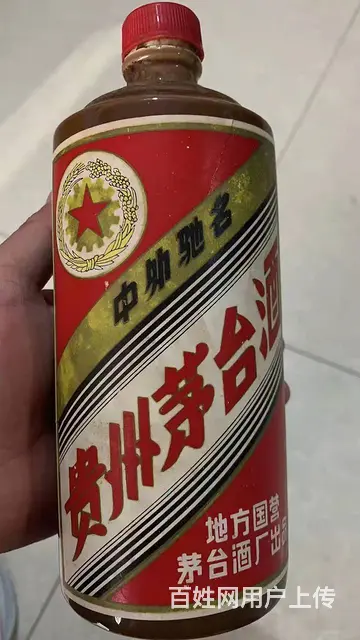 中外驰名
贵州茅台酒
地方国营
茅台酒厂出
百姓网用户上传